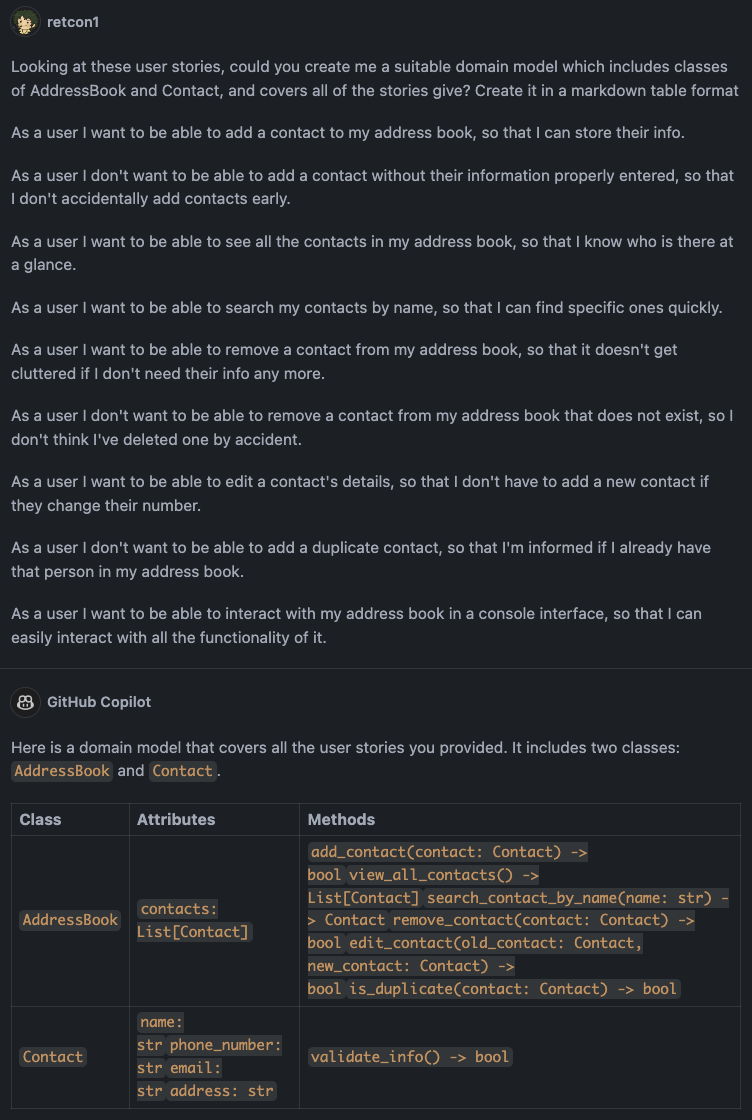 retcon1
Looking at these user stories, could you create me a suitable domain model which includes classes
of AddressBook and Contact, and covers all of the stories give? Create it in a markdown table format
As a user I want to be able to add a contact to my address book, so that I can store their info.
As a user I don't want to be able to add a contact without their information properly entered, so that
I don't accidentally add contacts early.
As a user I want to be able to see all the contacts in my address book, so that I know who is there at
a glance.
As a user I want to be able to search my contacts by name, so that I can find specific ones quickly.
As a user I want to be able to remove a contact from my address book, so that it doesn't get
cluttered if I don't need their info any more.
As a user I don't want to be able to remove a contact from my address book that does not exist, so I
don't think I've deleted one by accident.
As a user I want to be able to edit a contact's details, so that I don't have to add a new contact if
they change their number.
As a user I don't want to be able to add a duplicate contact, so that I'm informed if I already have
that person in my address book.
As a user I want to be able to interact with my address book in a console interface, so that I can
easily interact with all the functionality of it.
GitHub Copilot
Here is a domain model that covers all the user stories you provided. It includes two classes:
AddressBook and Contact.
Class Attributes Methods
AddressBook
contacts:
List[Contact]
add_contact(contact: Contact) ->
bool view_all_contacts() ->
List[Contact] search_contact_by_name(name: str) -
> Contact remove_contact(contact: Contact) ->
bool edit_contact(old_contact: Contact,
new_contact: Contact) ->
bool is_duplicate(contact: Contact) -> bool
Contact
name:
str phone_number:
str email:
str address: str
validate_info() -> bool